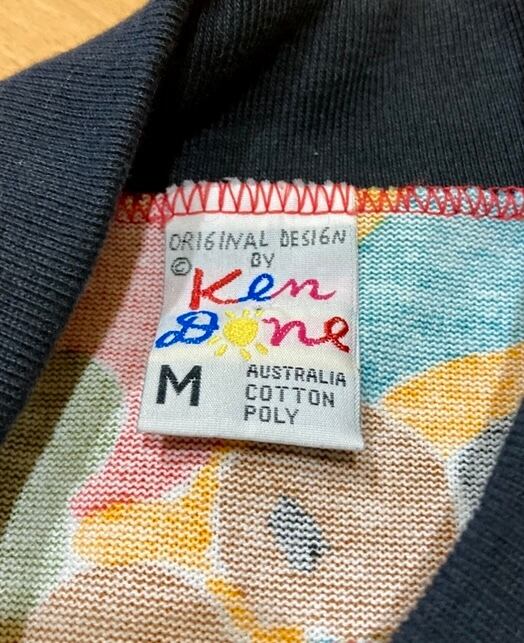 ORIGINAL DESIGN
© BY
Ken
Done
M
AUSTRALIA
COTTON
POLY